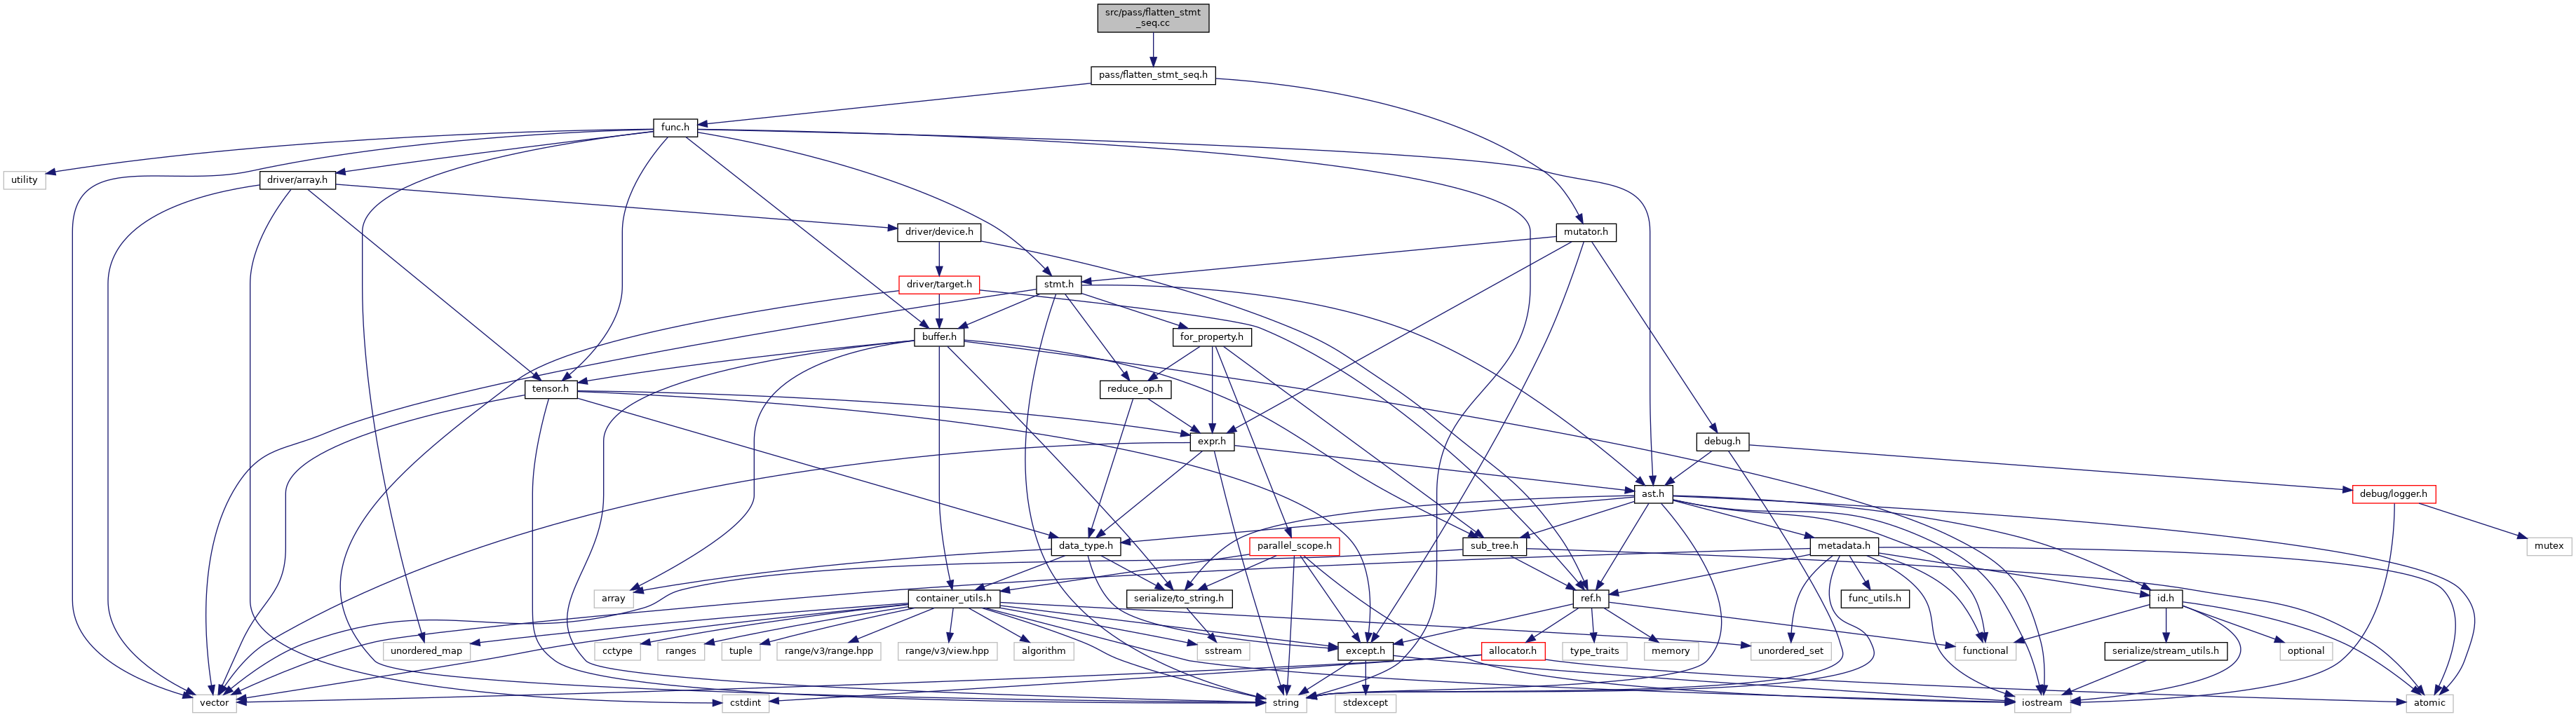 src/pass/flatten_stmt
_seq.cc
pass/flatten_stmt_seq.h
func.h
utility
driver/array.h
driver/device.h
mutator.h
driver/target.h
stmt.h
buffer.h
for_property.h
tensor.h
reduce_op.h
expr.h
debug.h
ast.h
debug/logger.h
data_type.h
parallel_scope.h
sub_tree.h
metadata.h
mutex
array
container_utils.h
serialize/to_string.h
ref.h
func_utils.h
id.h
unordered_map
cctype
ranges
tuple
range/v3/range.hpp
range/v3/view.hpp
algorithm
sstream
except.h
allocator.h
type_traits
memory
unordered_set
functional
serialize/stream_utils.h
optional
vector
cstdint
string
stdexcept
iostream
atomic